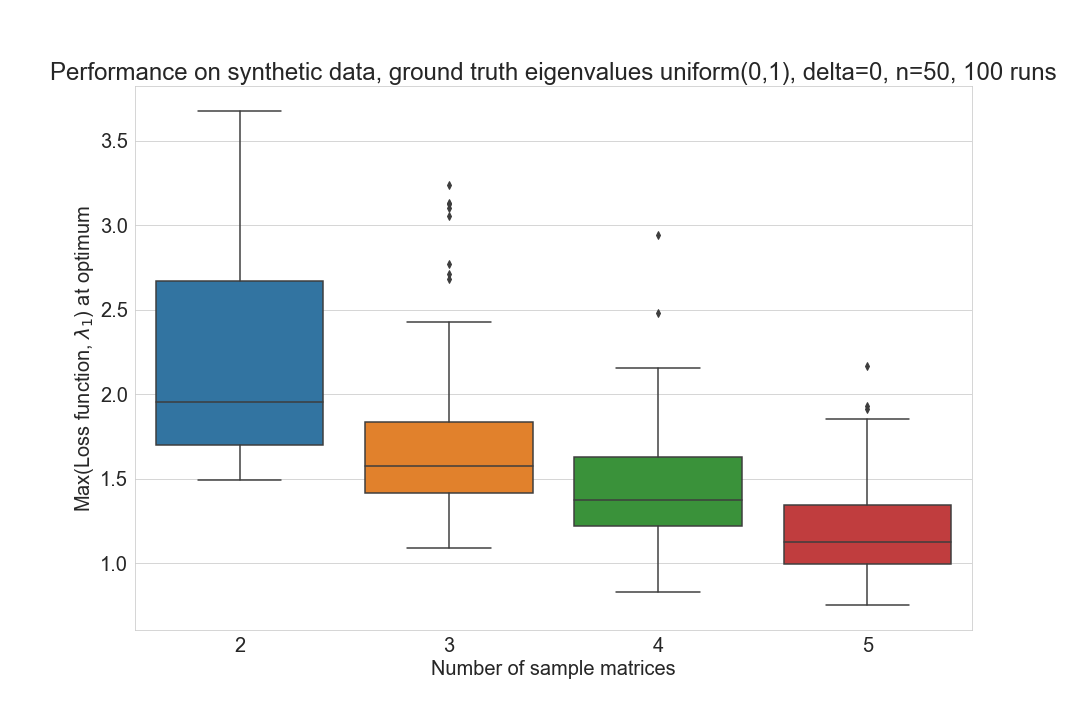 Performance on synthetic data, ground truth eigenvalues uniform(0,1), delta=0, n=50, 100 runs
Max(Loss function, λ₁) at optimum
3.5
3.0
2.5
2.0
1.5
1.0
2 3 4 5
Number of sample matrices